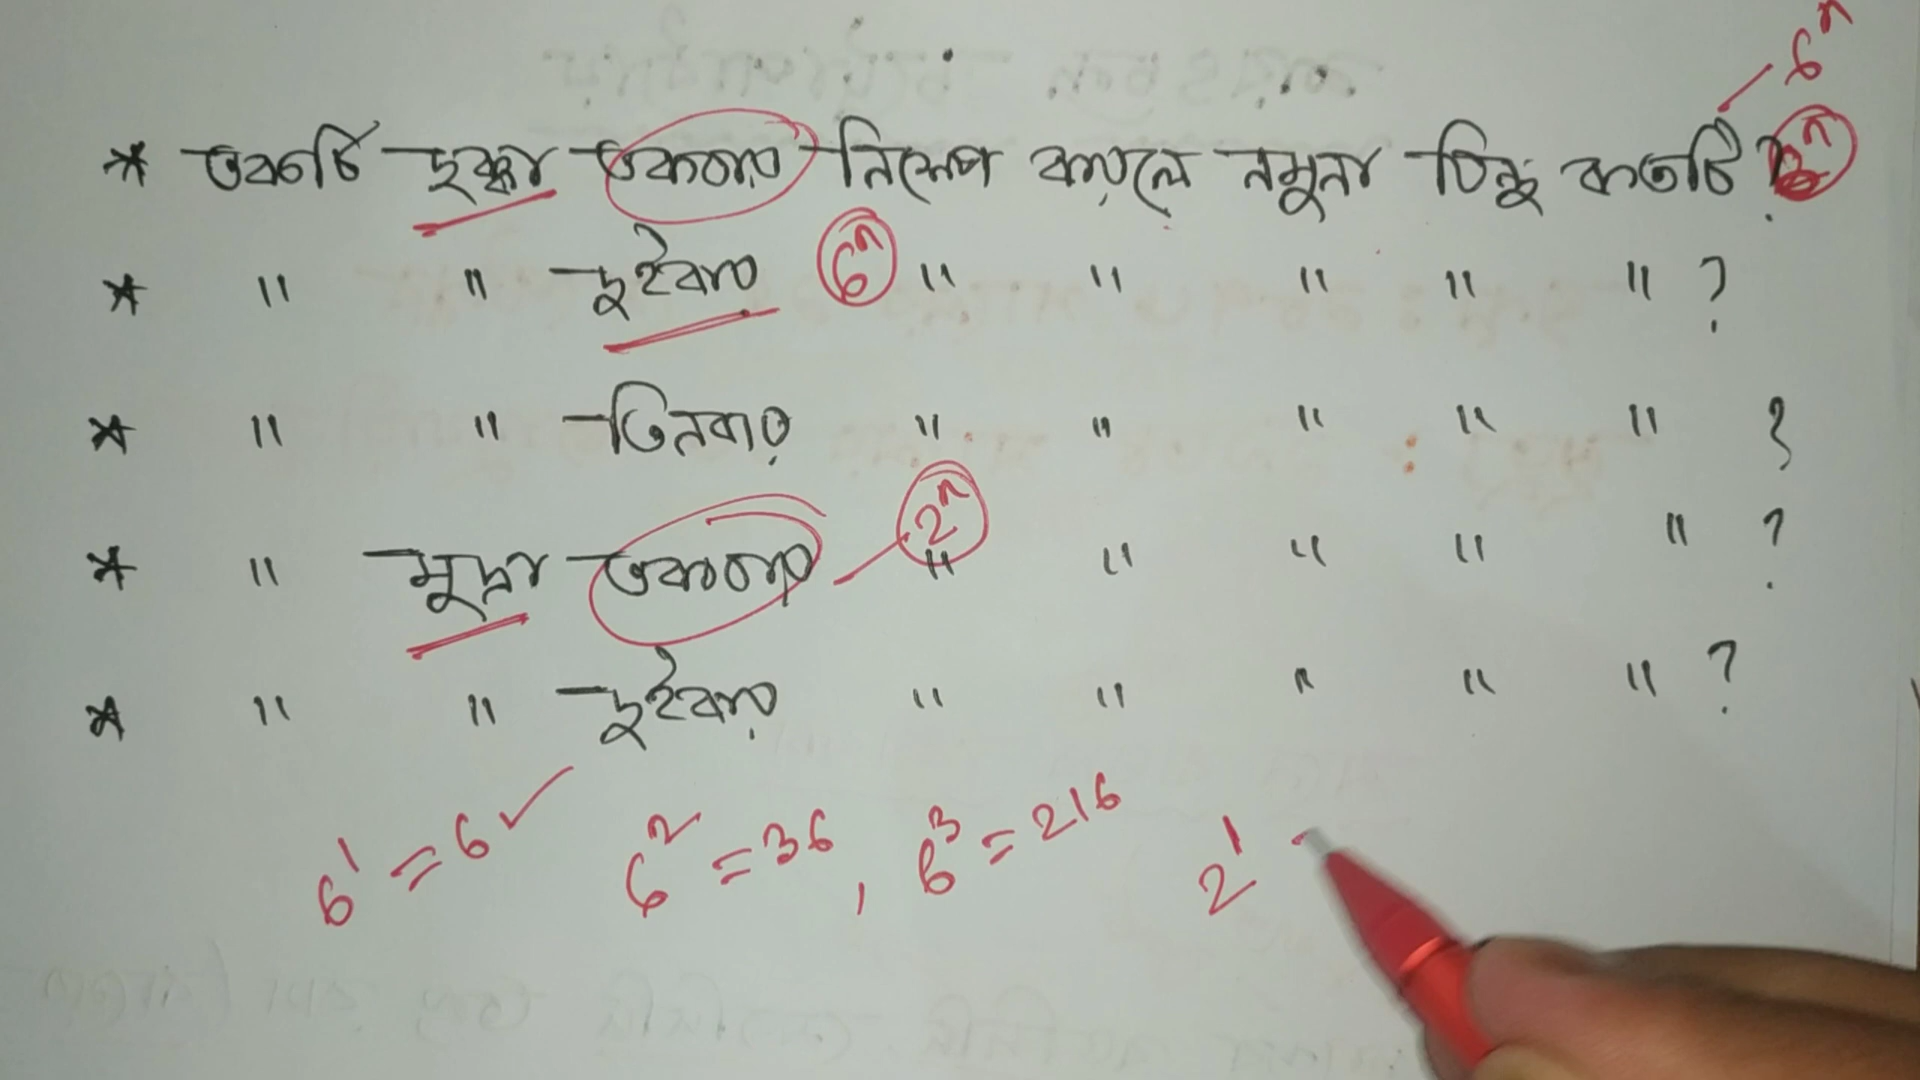 6ⁿ
* একটি ছক্কা একবার নিক্ষেপ করলে নমুনা বিন্দু কতটি ?
* " " দুইবার 6ⁿ " " " " " ?
* " " তিনবার " " " " " ?
2ⁿ
* " মুদ্রা একবার " " " " " ?
* " " দুইবার " " " " " ?
6¹ = 6 ✓ 6² = 36 , 6³ = 216 2¹